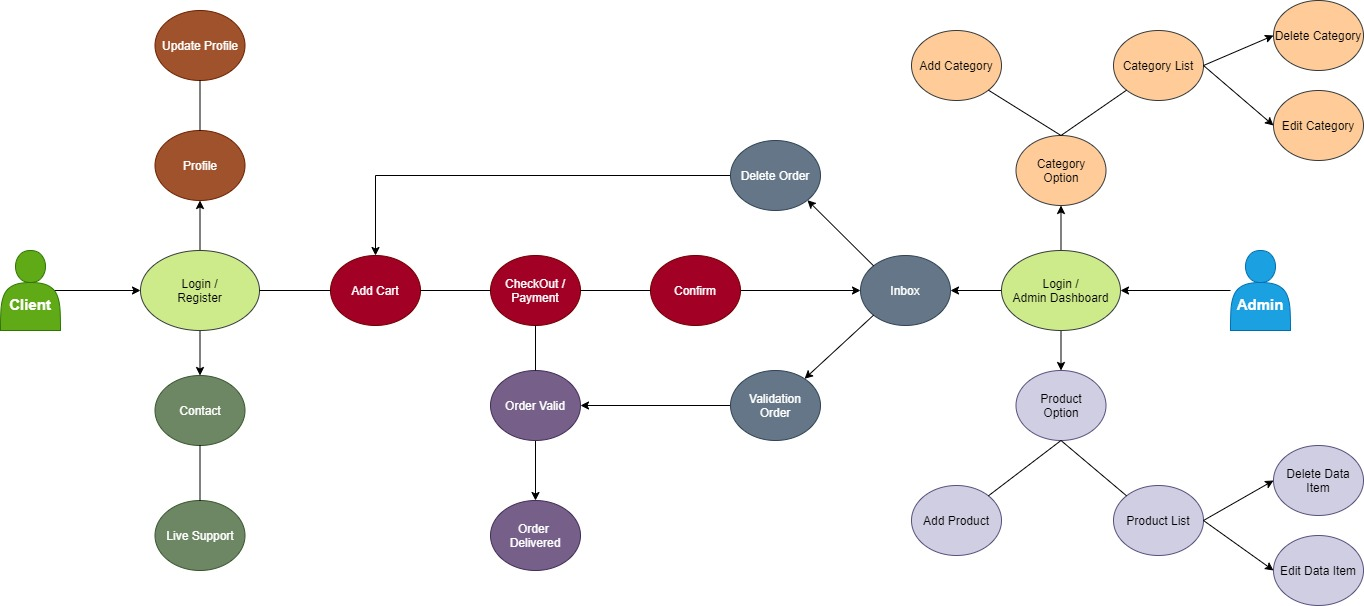 Update Profile
Add Category
Category List
Delete Category
Edit Category
Profile
Delete Order
Category
Option
Client
Login /
Register
Add Cart
CheckOut /
Payment
Confirm
Inbox
Login /
Admin Dashboard
Admin
Contact
Order Valid
Validation
Order
Product
Option
Live Support
Order
Delivered
Add Product
Product List
Delete Data
Item
Edit Data Item